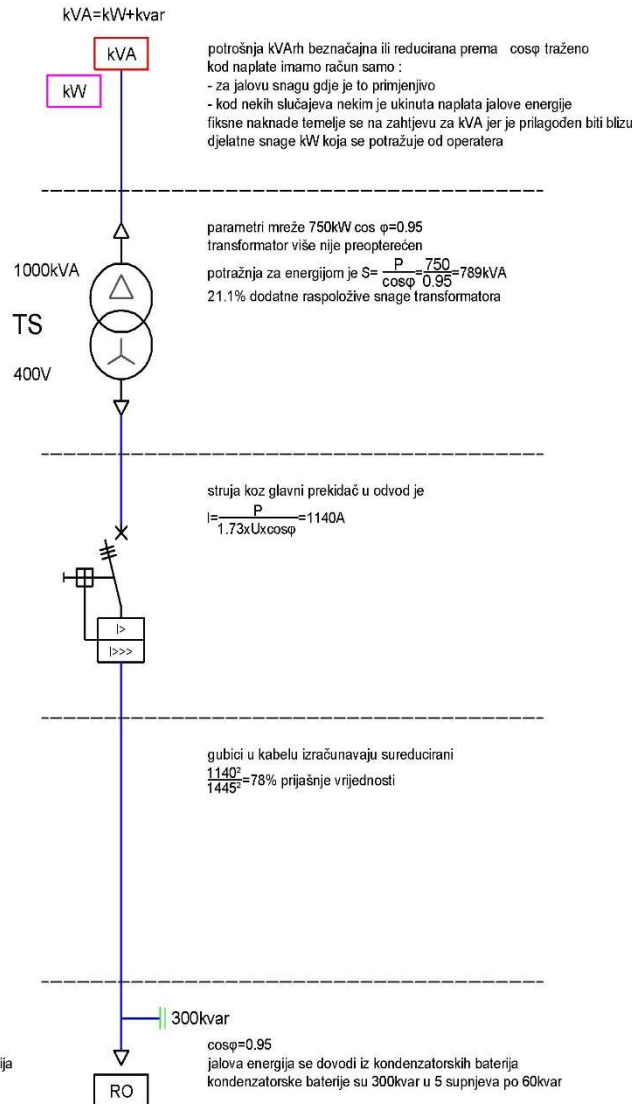 kVA=kW+kvar
kVA
kW
potrošnja kVArh beznačajna ili reducirana prema cosφ traženo
kod naplate imamo račun samo :
- za jalovu snagu gdje je to primjenjivo
- kod nekih slučajeva nekim je ukinuta naplata jalove energije
fiksne naknade temelje se na zahtjevu za kVA jer je prilagođen biti blizu
djelatne snage kW koja se potražuje od operatera
parametri mreže 750kW cos φ=0.95
transformator više nije preopterećen
potražnja za energijom je S= P/cosφ = 750/0.95 =789kVA
21.1% dodatne raspoložive snage transformatora
1000kVA
TS
400V
struja koz glavni prekidač u odvod je
I= P/1.73xUxcosφ =1140A
I>
I>>>
gubici u kabelu izračunavaju sureducirani
1140²/1445² =78% prijašnje vrijednosti
300kvar
cosφ=0.95
jalova energija se dovodi iz kondenzatorskih baterija
kondenzatorske baterije su 300kvar u 5 supnjeva po 60kvar
ija
RO